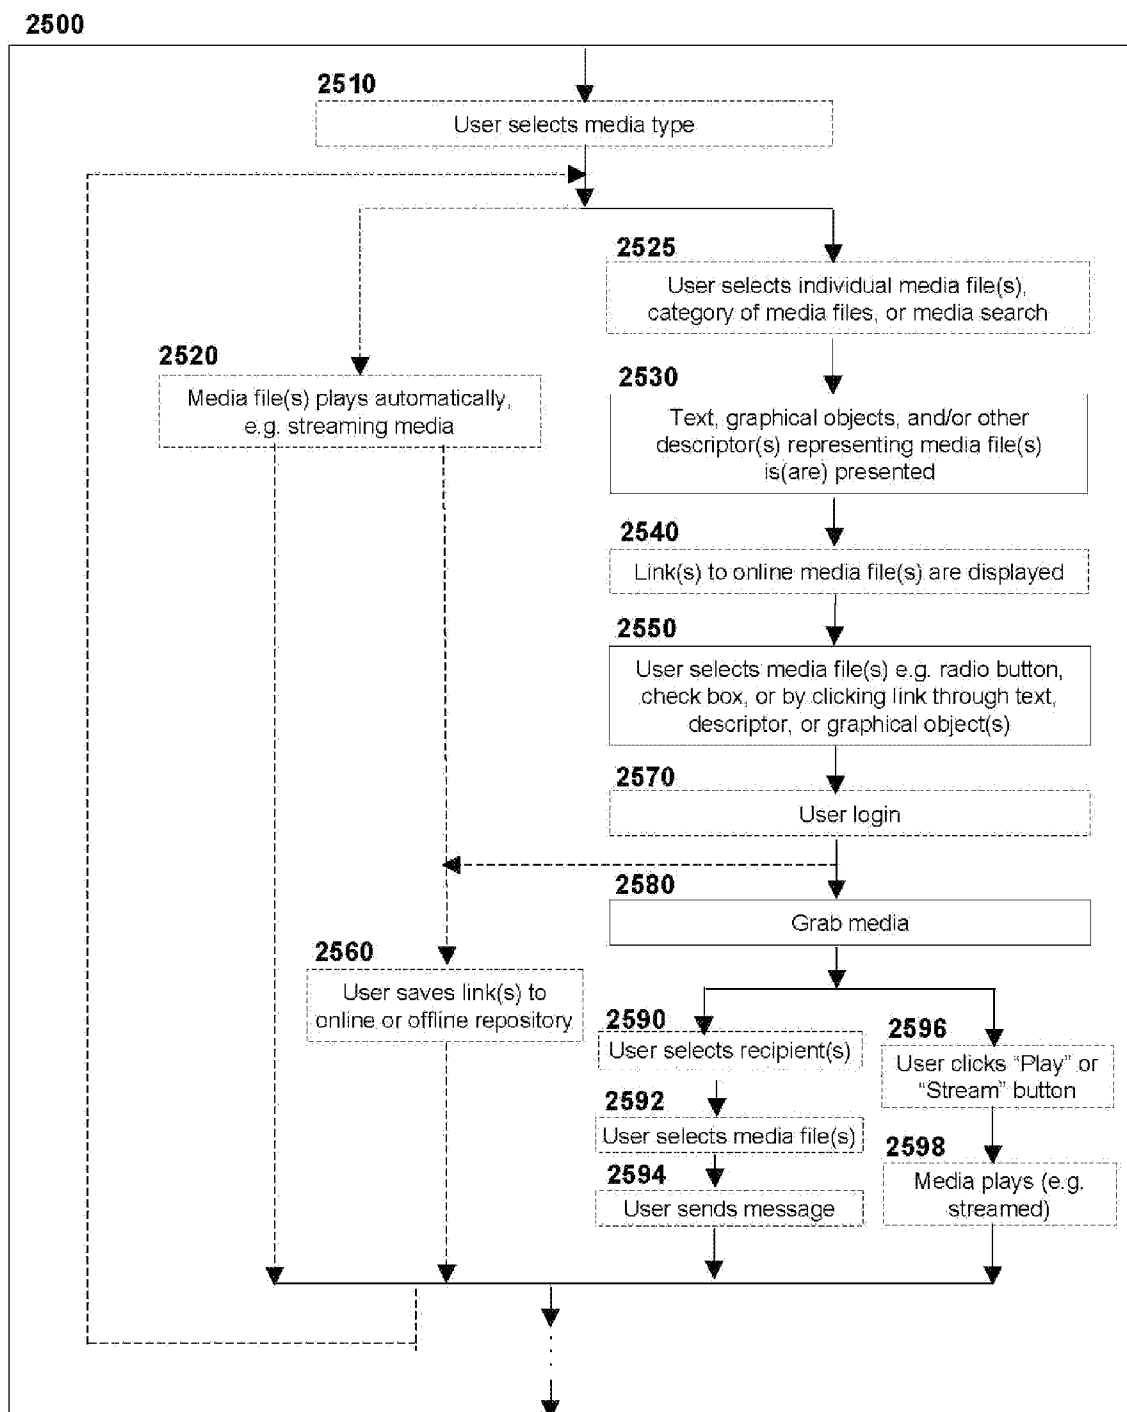 2500
2510
User selects media type
2525
User selects individual media file(s),
category of media files, or media search
2520
Media file(s) plays automatically,
e.g. streaming media
2530
Text, graphical objects, and/or other
descriptor(s) representing media file(s)
is(are) presented
2540
Link(s) to online media file(s) are displayed
2550
User selects media file(s) e.g. radio button,
check box, or by clicking link through text,
descriptor, or graphical object(s)
2570
User login
2580
Grab media
2560
User saves link(s) to
online or offline repository
2590
User selects recipient(s)
2592
User selects media file(s)
2594
User sends message
2596
User clicks “Play” or
“Stream” button
2598
Media plays (e.g.
streamed)